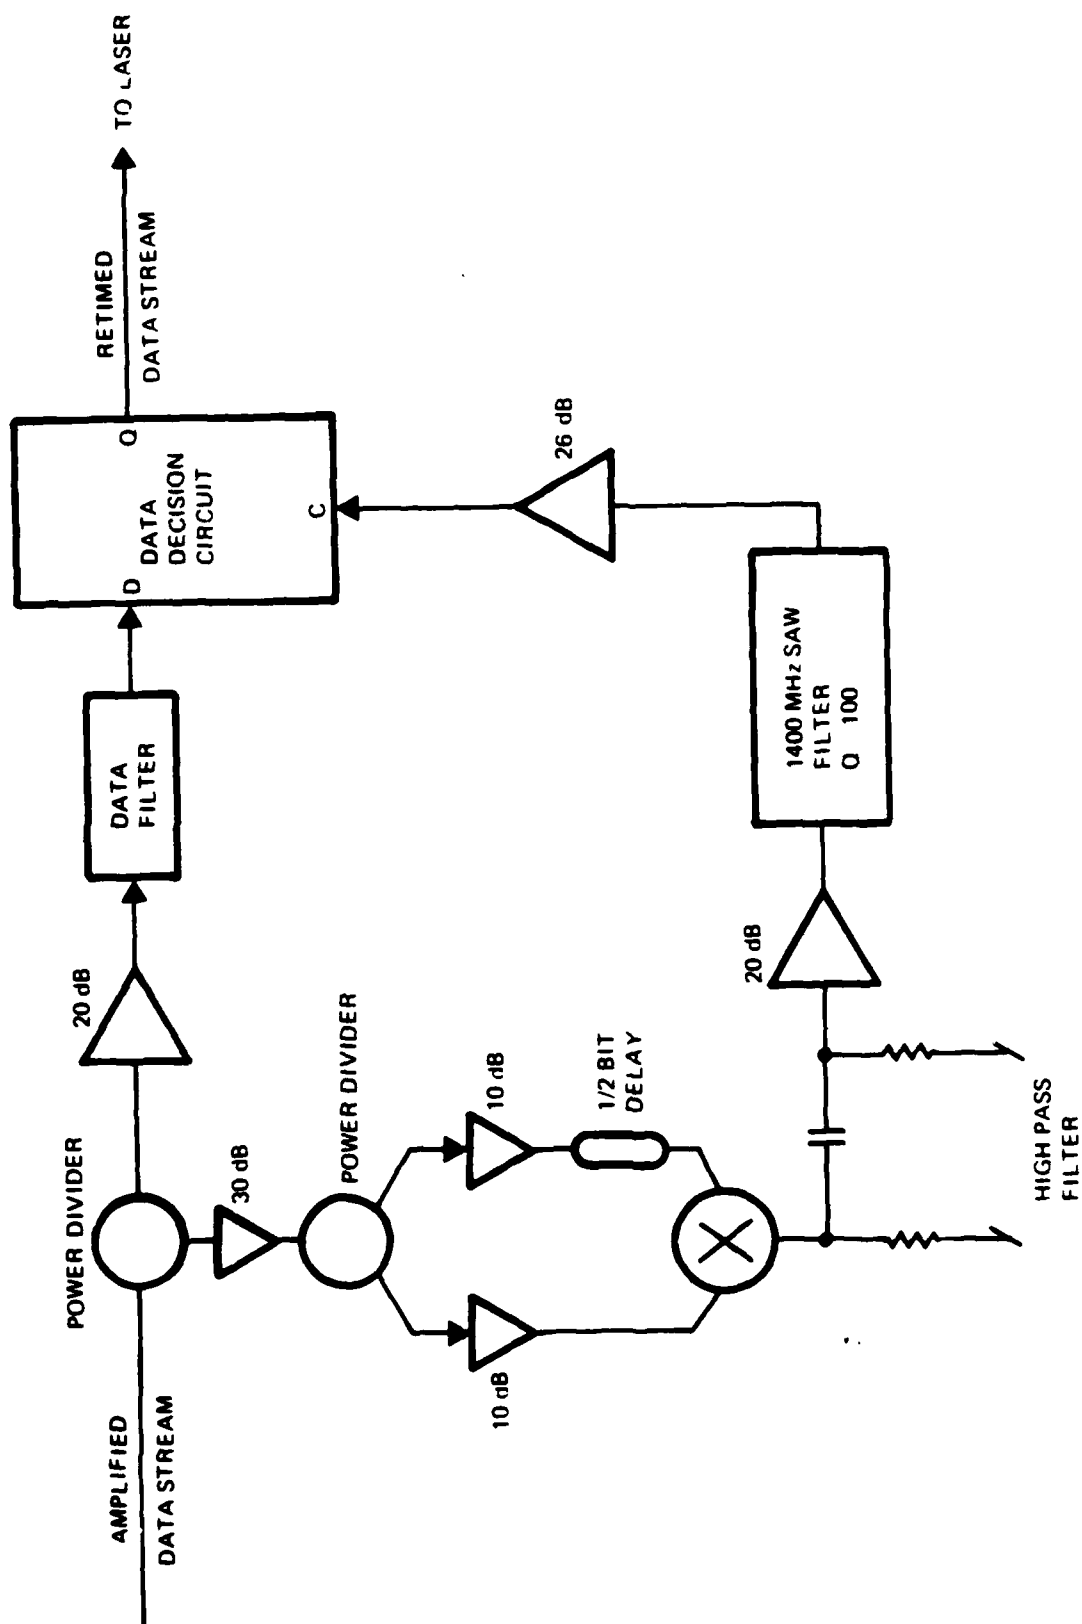 AMPLIFIED
DATA STREAM
POWER DIVIDER
20 dB
DATA
FILTER
D
Q
DATA
DECISION
CIRCUIT
C
RETIMED
DATA STREAM
TO LASER
30 dB
POWER DIVIDER
10 dB
10 dB
1/2 BIT
DELAY
HIGH PASS
FILTER
20 dB
1400 MHz SAW
FILTER
Q 100
26 dB